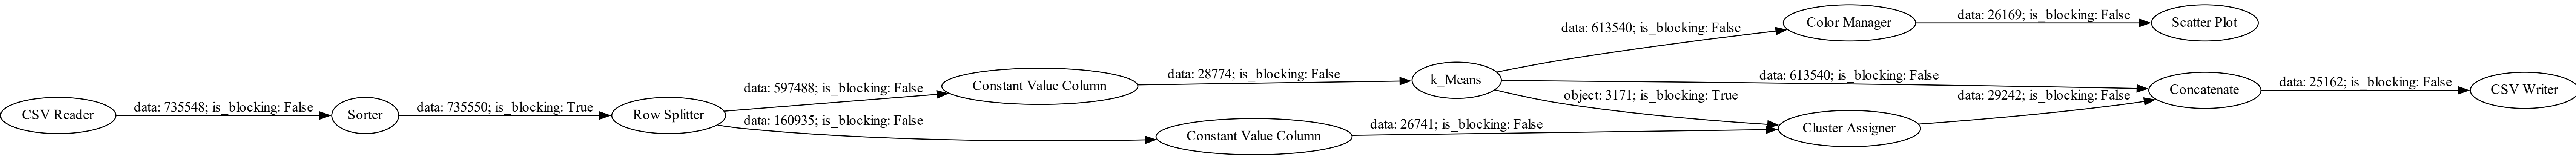 CSV Reader
data: 735548; is_blocking: False
Sorter
data: 735550; is_blocking: True
Row Splitter
data: 597488; is_blocking: False
data: 160935; is_blocking: False
Constant Value Column
data: 28774; is_blocking: False
Constant Value Column
data: 26741; is_blocking: False
k_Means
data: 613540; is_blocking: False
data: 613540; is_blocking: False
object: 3171; is_blocking: True
Color Manager
data: 26169; is_blocking: False
Scatter Plot
Cluster Assigner
data: 29242; is_blocking: False
Concatenate
data: 25162; is_blocking: False
CSV Writer